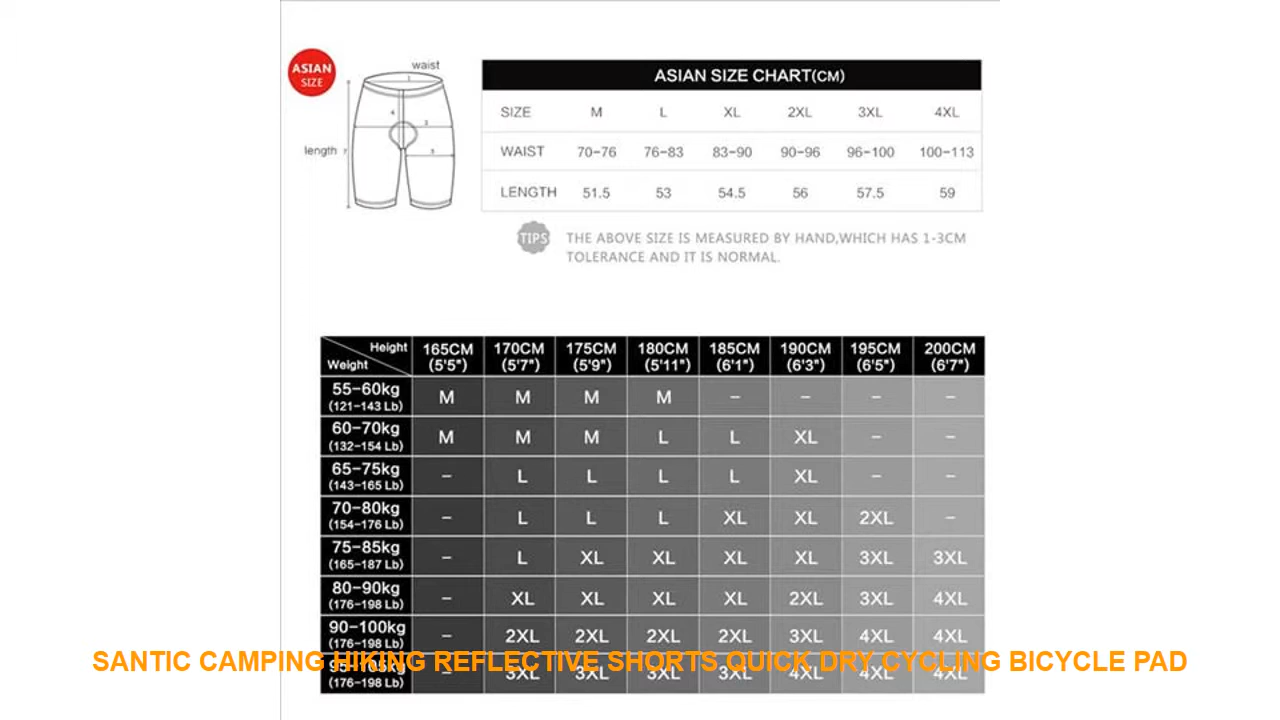 ASIAN
SIZE
waist
1
4
3
5
length 7
ASIAN SIZE CHART(CM)
SIZE M L XL 2XL 3XL 4XL
WAIST 70-76 76-83 83-90 90-96 96-100 100-113
LENGTH 51.5 53 54.5 56 57.5 59
TIPS
THE ABOVE SIZE IS MEASURED BY HAND,WHICH HAS 1-3CM
TOLERANCE AND IT IS NORMAL.
Height
Weight
165CM 170CM 175CM 180CM 185CM 190CM 195CM 200CM
(5'5") (5'7") (5'9") (5'11") (6'1") (6'3") (6'5") (6'7")
55-60kg M M M M - - - -
(121-143 Lb)
60-70kg M M M L L XL - -
(132-154 Lb)
65-75kg - L L L L XL - -
(143-165 Lb)
70-80kg - L L L XL XL 2XL -
(154-176 Lb)
75-85kg - L XL XL XL XL 3XL 3XL
(165-187 Lb)
80-90kg - XL XL XL XL 2XL 3XL 4XL
(176-198 Lb)
90-100kg - 2XL 2XL 2XL 2XL 3XL 4XL 4XL
(176-198 Lb)
SANTIC CAMPING HIKING REFLECTIVE SHORTS QUICK DRY CYCLING BICYCLE PAD
95-105kg - 3XL 3XL 3XL 3XL 4XL 4XL 4XL
(176-198 Lb)